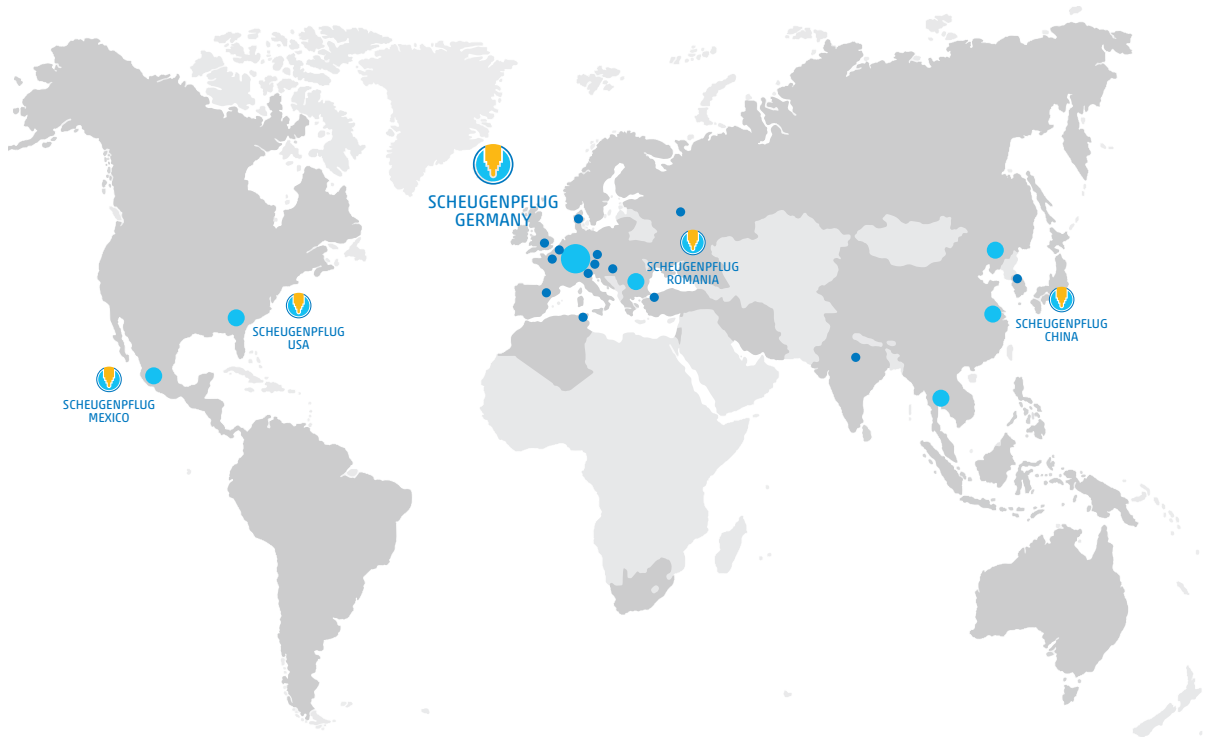 SCHEUGENPFLUG
GERMANY
SCHEUGENPFLUG
ROMANIA
SCHEUGENPFLUG
USA
SCHEUGENPFLUG
CHINA
SCHEUGENPFLUG
MEXICO